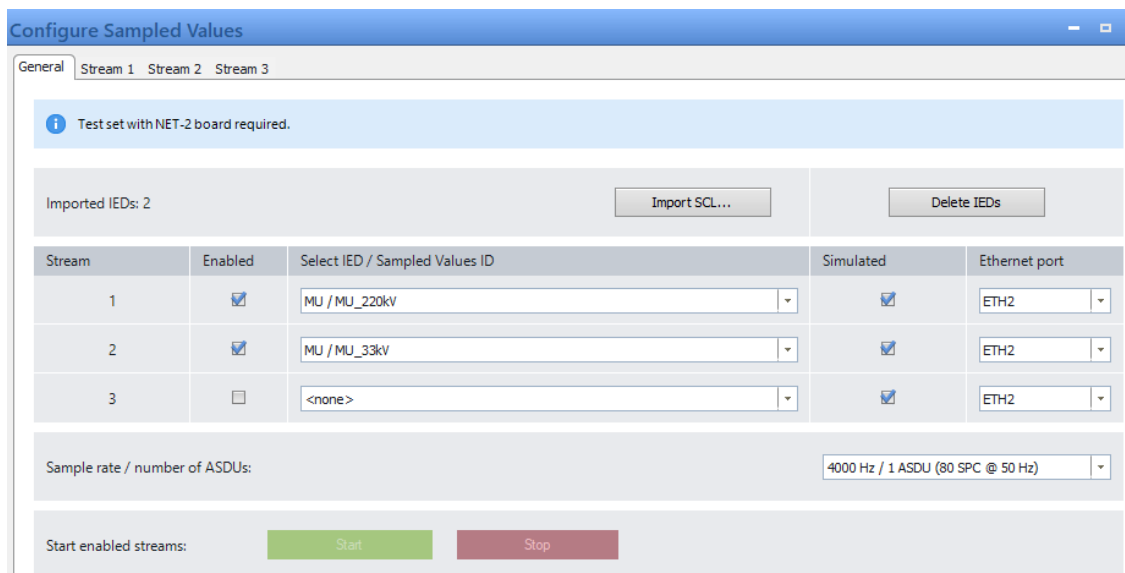 Configure Sampled Values
General Stream 1 Stream 2 Stream 3
Test set with NET-2 board required.
Imported IEDs: 2 Import SCL... Delete IEDs
Stream Enabled Select IED / Sampled Values ID Simulated Ethernet port
1 MU / MU_220kV ETH2
2 MU / MU_33kV ETH2
3 <none> ETH2
Sample rate / number of ASDUs: 4000 Hz / 1 ASDU (80 SPC @ 50 Hz)
Start enabled streams: Start Stop